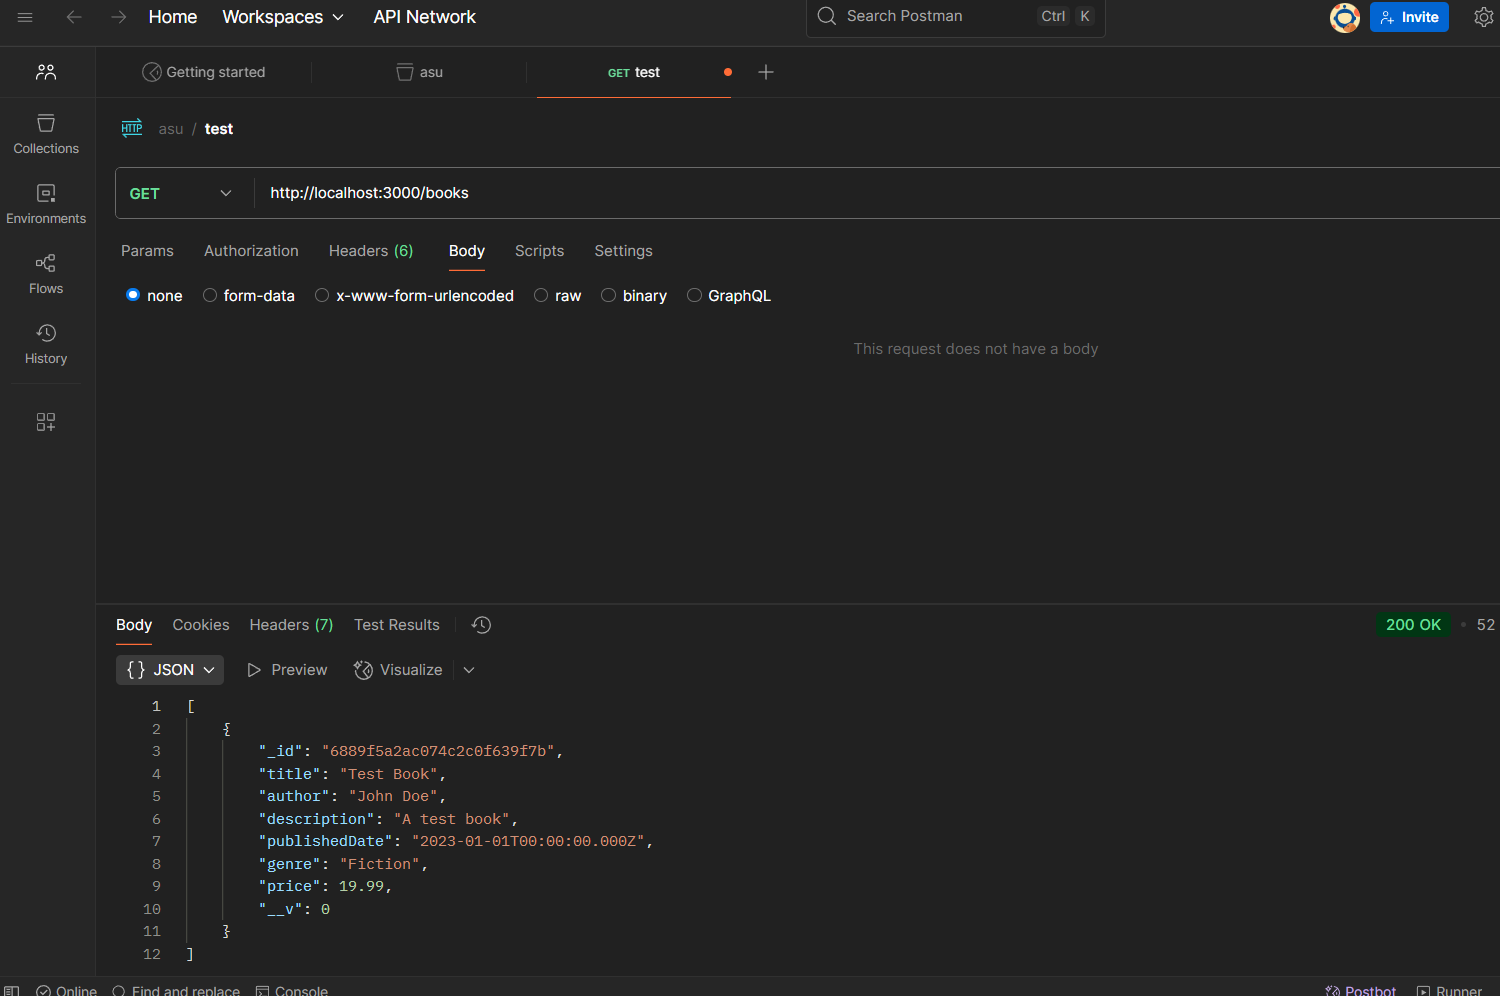 Home Workspaces API Network Search Postman Ctrl K Invite
Getting started asu GET test
HTTP asu / test
Collections
Environments
Flows
History
GET http://localhost:3000/books
Params Authorization Headers (6) Body Scripts Settings
none form-data x-www-form-urlencoded raw binary GraphQL
This request does not have a body
Body Cookies Headers (7) Test Results 200 OK • 52
{} JSON Preview Visualize
1 [
2 {
3 "_id": "6889f5a2ac074c2c0f639f7b",
4 "title": "Test Book",
5 "author": "John Doe",
6 "description": "A test book",
7 "publishedDate": "2023-01-01T00:00:00.000Z",
8 "genre": "Fiction",
9 "price": 19.99,
10 "__v": 0
11 }
12 ]
Online Find and replace Console Postbot Runner